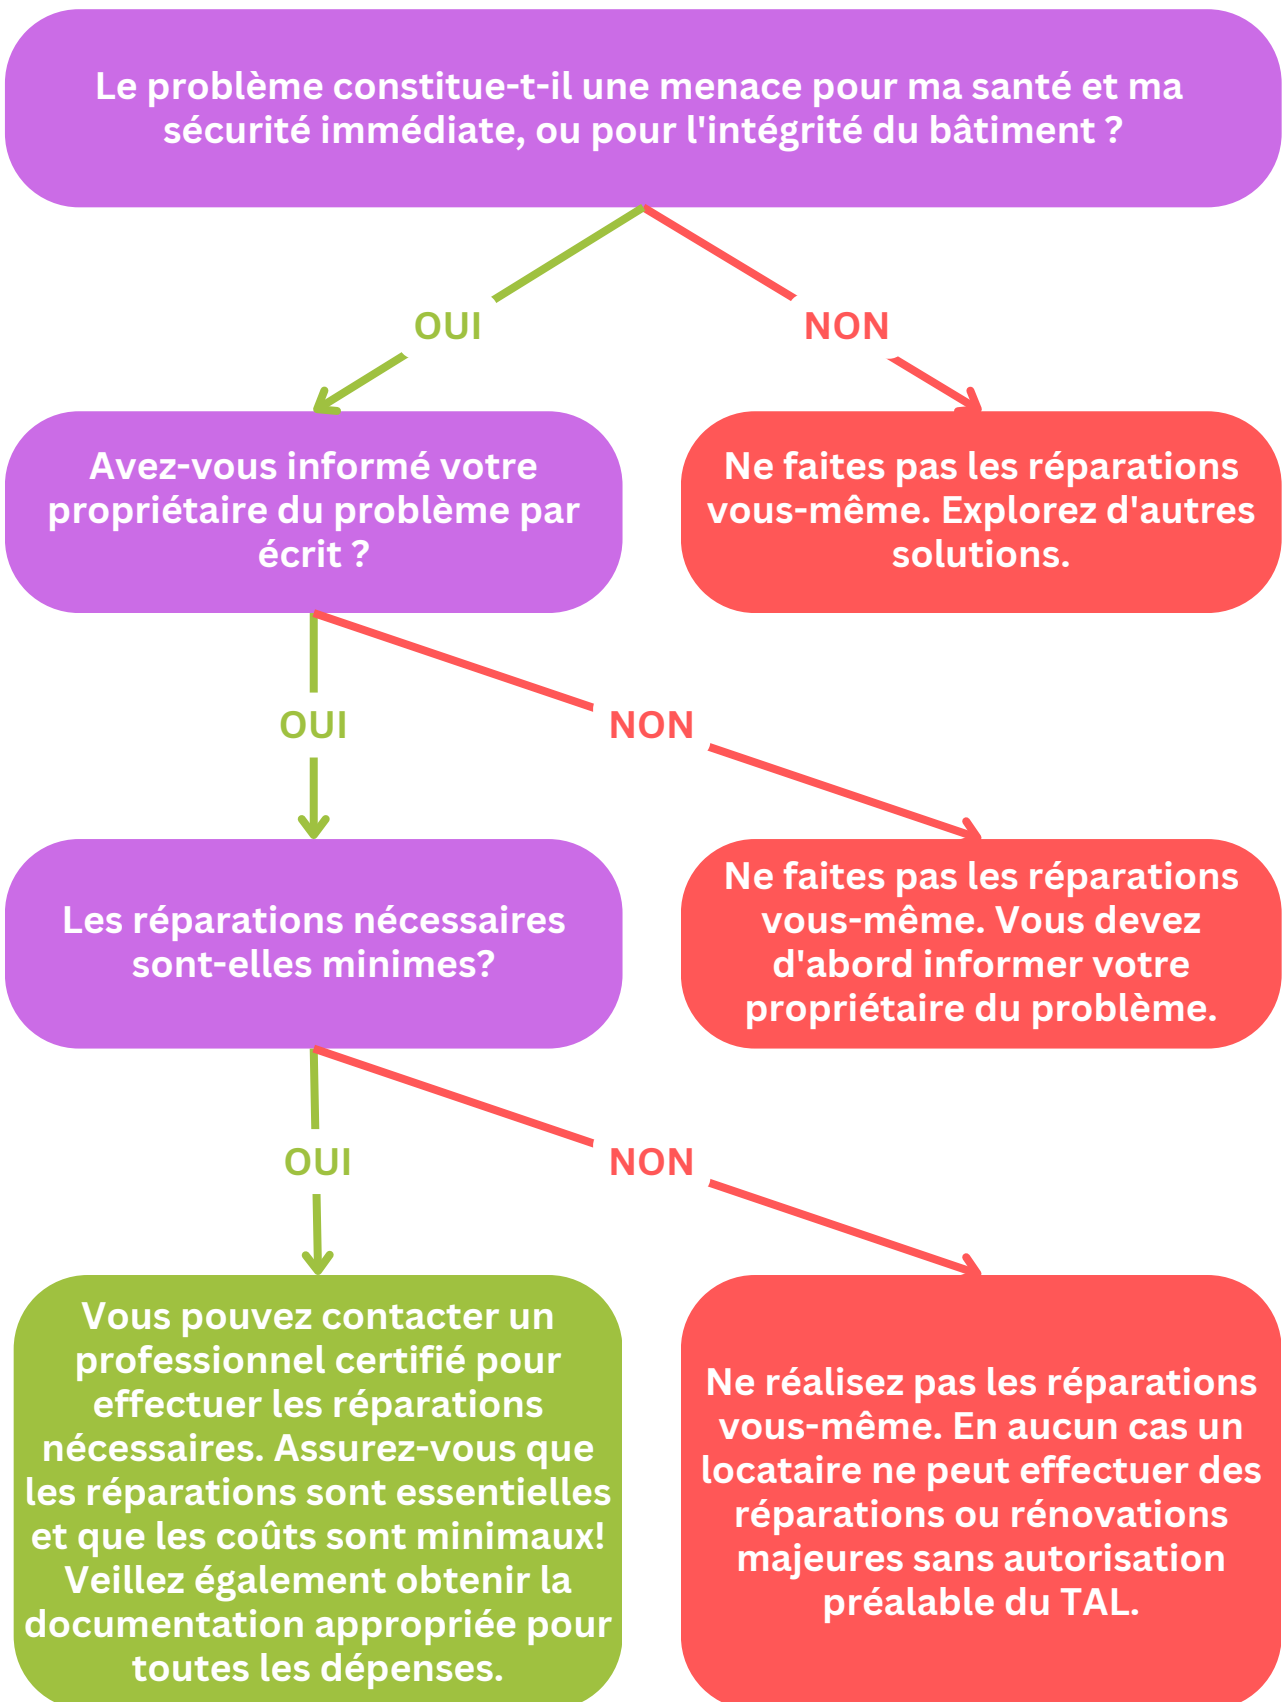 Le problème constitue-t-il une menace pour ma santé et ma
sécurité immédiate, ou pour l'intégrité du bâtiment ?
OUI
NON
Avez-vous informé votre
propriétaire du problème par
écrit ?
Ne faites pas les réparations
vous-même. Explorez d'autres
solutions.
OUI
NON
Les réparations nécessaires
sont-elles minimes?
Ne faites pas les réparations
vous-même. Vous devez
d'abord informer votre
propriétaire du problème.
OUI
NON
Vous pouvez contacter un
professionnel certifié pour
effectuer les réparations
nécessaires. Assurez-vous que
les réparations sont essentielles
et que les coûts sont minimaux!
Veillez également obtenir la
documentation appropriée pour
toutes les dépenses.
Ne réalisez pas les réparations
vous-même. En aucun cas un
locataire ne peut effectuer des
réparations ou rénovations
majeures sans autorisation
préalable du TAL.